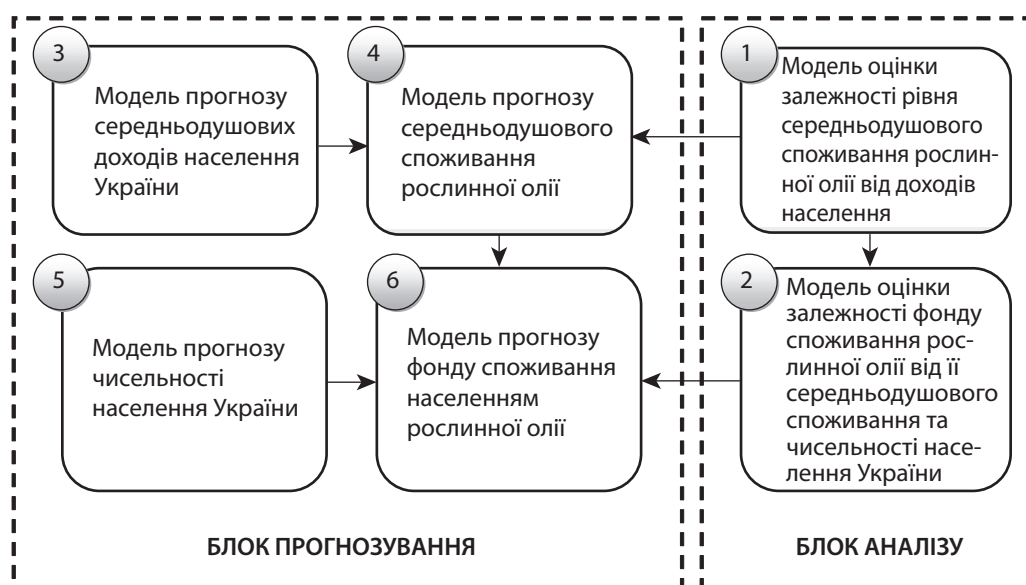 3
Модель прогнозу
середньодушових
доходів населення
України
4
Модель прогнозу
середньодушового
споживання
рослинної олії
1
Модель оцінки
залежності рівня
середньодушового
споживання рослин-
ної олії від доходів
населення
5
Модель прогнозу
чисельності
населення України
6
Модель прогнозу
фонду споживання
населенням
рослинної олії
2
Модель оцінки
залежності фонду
споживання рос-
линної олії від її
середньодушового
споживання та
чисельності насе-
лення України
БЛОК ПРОГНОЗУВАННЯ
БЛОК АНАЛІЗУ